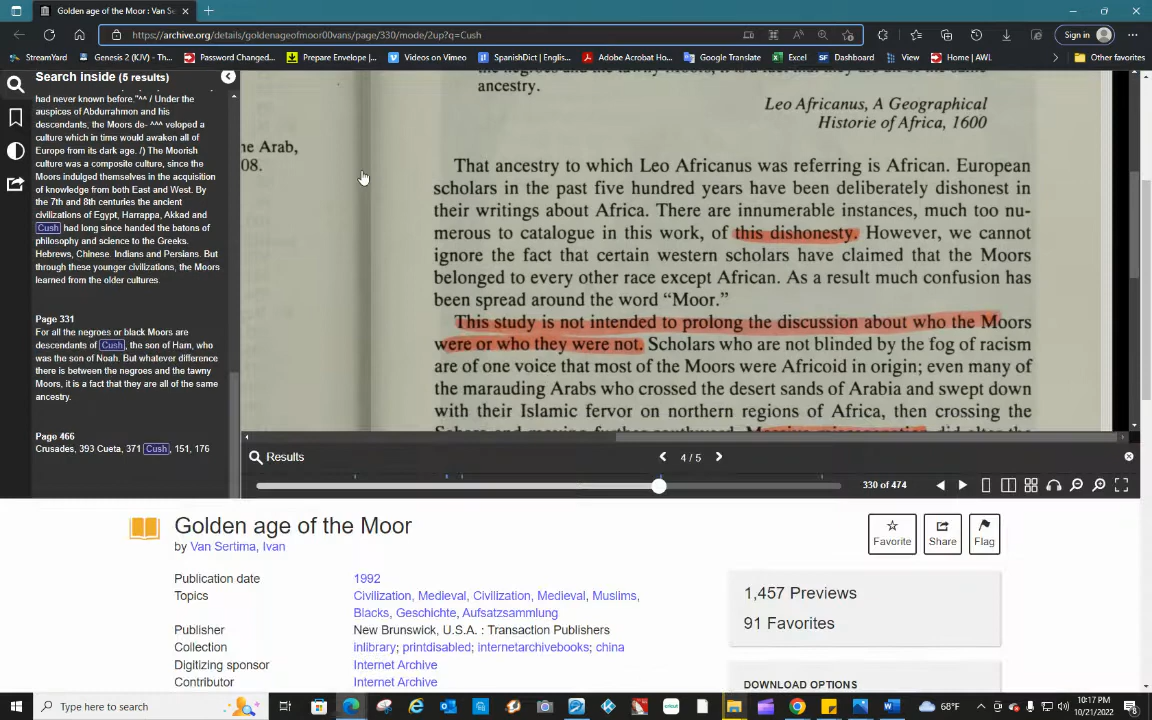 Golden age of the Moor : Van Se
https://archive.org/details/goldenageofmoor00vans/page/330/mode/2up?q=Cush
Sign in
StreamYard
Genesis 2 (K/V) - Th...
Password Changed...
Prepare Envelope |...
Videos on Vimeo
SpanishDict | Englis...
Adobe Acrobat Ho...
Google Translate
Excel
SF
Dashboard
View
Home | AWL
Other favorites
Search inside (5 results)
had never known before."^^ / Under the
auspices of Abdurrahmon and his
descendants, the Moors de- ^^^ veloped a
culture which in time would awaken all of
Europe from its dark age. /) The Moorish
culture was a composite culture, since the
Moors indulged themselves in the acquisition
of knowledge from both East and West. By
the 7th and 8th centuries the ancient
civilizations of Egypt, Harrappa, Akkad and
Cush had long since handed the batons of
philosophy and science to the Greeks.
Hebrews, Chinese. Indians and Persians. But
through these younger civilizations, the Moors
learned from the older cultures.
Page 331
For all the negroes or black Moors are
descendants of Cush, the son of Ham, who
was the son of Noah. But whatever difference
there is between the negroes and the tawny
Moors, it is a fact that they are all of the same
ancestry.
Page 466
Crusades, 393 Cueta, 371 Cush, 151, 176
he Arab,
08.
ancestry.
Leo Africanus, A Geographical
Historie of Africa, 1600
That ancestry to which Leo Africanus was referring is African. European
scholars in the past five hundred years have been deliberately dishonest in
their writings about Africa. There are innumerable instances, much too nu-
merous to catalogue in this work, of this dishonesty. However, we cannot
ignore the fact that certain western scholars have claimed that the Moors
belonged to every other race except African. As a result much confusion has
been spread around the word “Moor.”
This study is not intended to prolong the discussion about who the Moors
were or who they were not. Scholars who are not blinded by the fog of racism
are of one voice that most of the Moors were Africoid in origin; even many of
the marauding Arabs who crossed the desert sands of Arabia and swept down
with their Islamic fervor on northern regions of Africa, then crossing the
Results
4 / 5
330 of 474
Golden age of the Moor
by Van Sertima, Ivan
Favorite
Share
Flag
Publication date 1992
Topics Civilization, Medieval, Civilization, Medieval, Muslims,
Blacks, Geschichte, Aufsatzsammlung
Publisher New Brunswick, U.S.A. : Transaction Publishers
Collection inlibrary; printdisabled; internetarchivebooks; china
Digitizing sponsor Internet Archive
Contributor Internet Archive
1,457 Previews
91 Favorites
DOWNLOAD OPTIONS
Type here to search
68°F
10:17 PM
10/21/2022